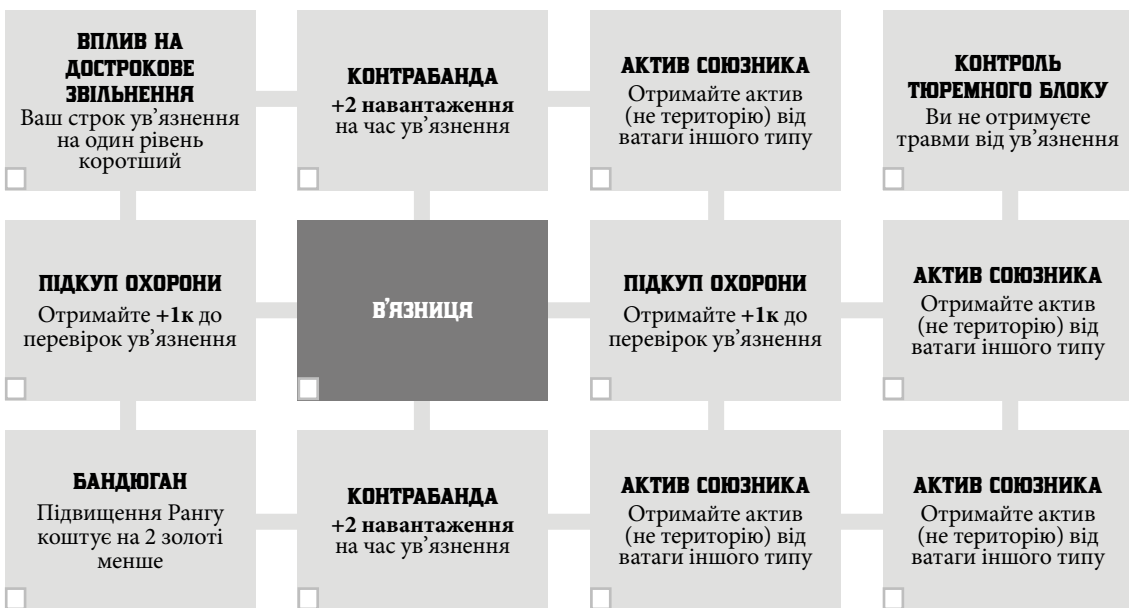 ВПЛИВ НА
ДОСТРОКОВЕ
ЗВІЛЬНЕННЯ
Ваш строк ув'язнення
на один рівень
коротший
КОНТРАБАНДА
+2 навантаження
на час ув'язнення
АКТИВ СОЮЗНИКА
Отримайте актив
(не територію) від
ватаги іншого типу
КОНТРОЛЬ
ТЮРЕМНОГО БЛОКУ
Ви не отримуєте
травми від ув'язнення
ПІДКУП ОХОРОНИ
Отримайте +1к до
перевірок ув'язнення
В'ЯЗНИЦЯ
ПІДКУП ОХОРОНИ
Отримайте +1к до
перевірок ув'язнення
АКТИВ СОЮЗНИКА
Отримайте актив
(не територію) від
ватаги іншого типу
БАНДЮГАН
Підвищення Рангу
коштує на 2 золоті
менше
КОНТРАБАНДА
+2 навантаження
на час ув'язнення
АКТИВ СОЮЗНИКА
Отримайте актив
(не територію) від
ватаги іншого типу
АКТИВ СОЮЗНИКА
Отримайте актив
(не територію) від
ватаги іншого типу